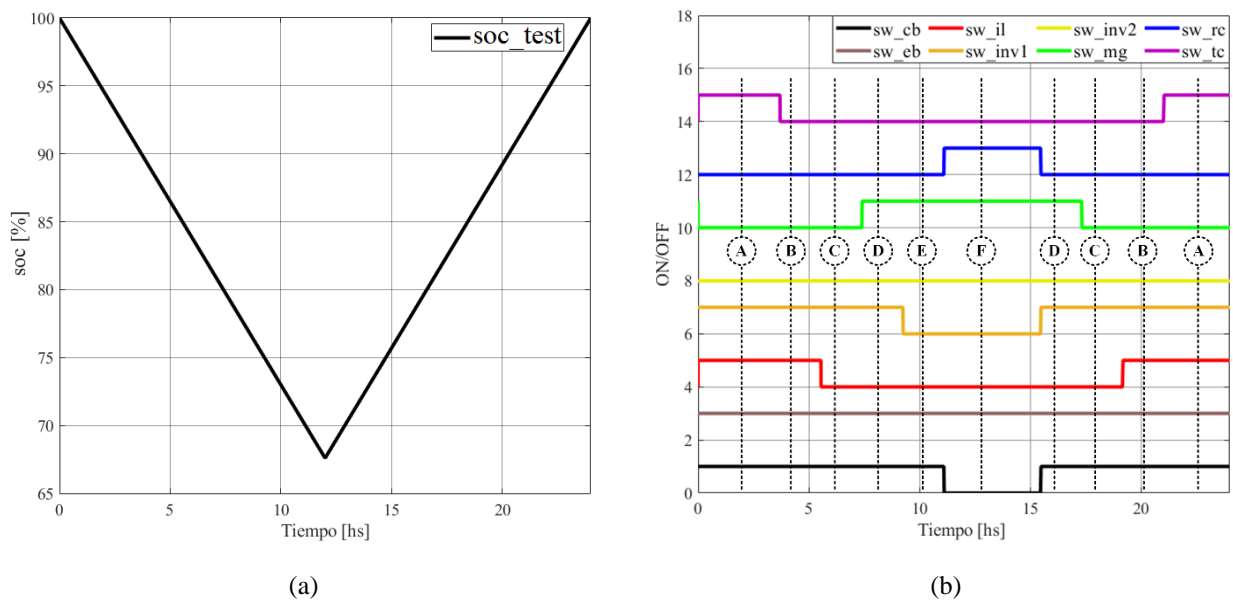 soc_test
100
95
90
85
80
75
70
65
soc [%]
0 5 10 15 20
Tiempo [hs]
(a)
sw_cb sw_il sw_inv2 sw_rc
sw_eb sw_inv1 sw_mg sw_tc
18
16
14
12
10
8
6
4
2
0
ON/OFF
A B C D E F D C B A
0 5 10 15 20
Tiempo [hs]
(b)